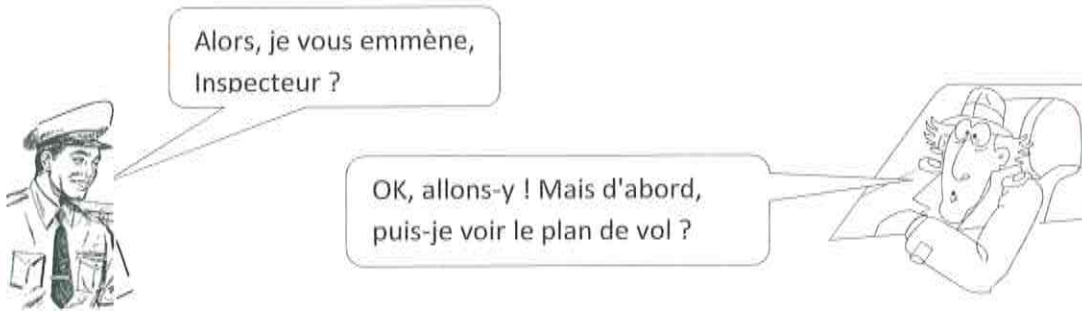 Alors, je vous emmène,
Inspecteur ?
OK, allons-y ! Mais d'abord,
puis-je voir le plan de vol ?